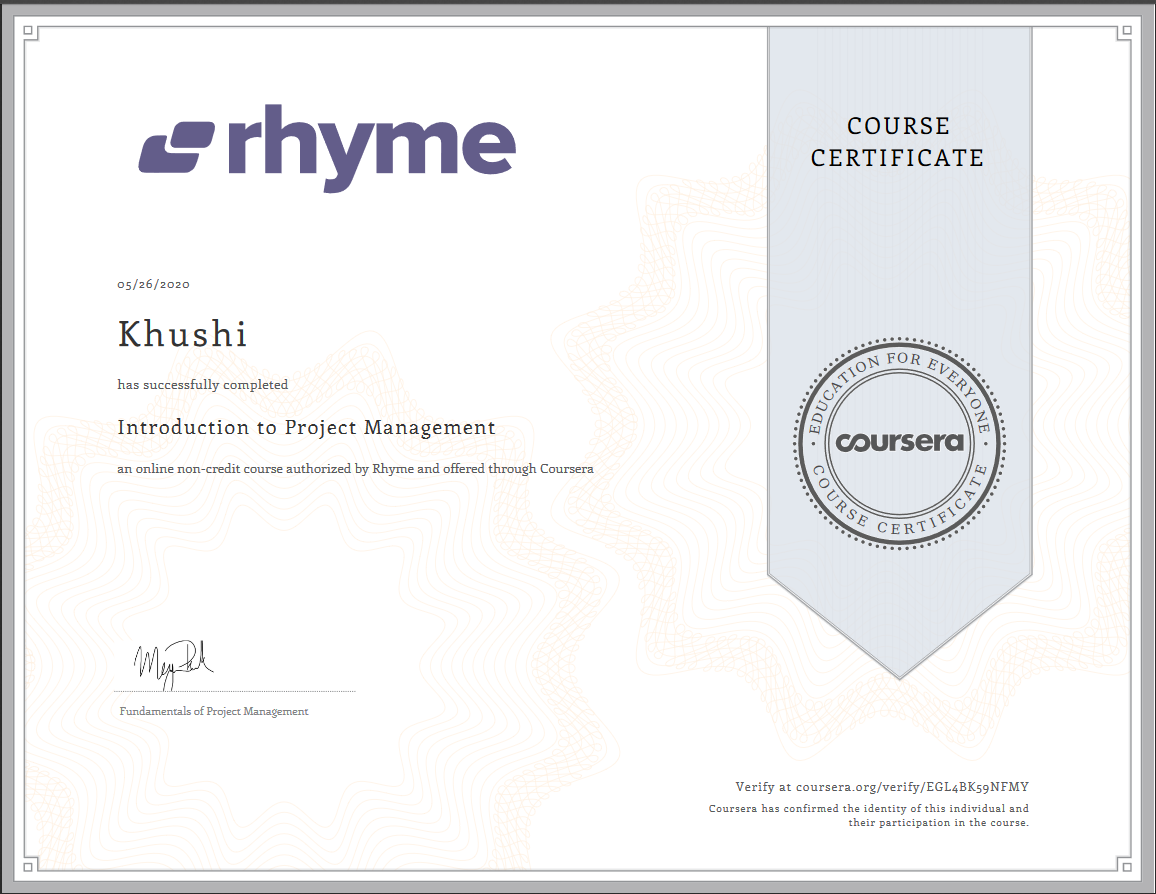 rhyme
COURSE
CERTIFICATE
05/26/2020
Khushi
has successfully completed
Introduction to Project Management
an online non-credit course authorized by Rhyme and offered through Coursera
EDUCATION FOR EVERYONE
coursera
COURSE CERTIFICATE
Fundamentals of Project Management
Verify at coursera.org/verify/EGL4BK59NFMY
Coursera has confirmed the identity of this individual and
their participation in the course.